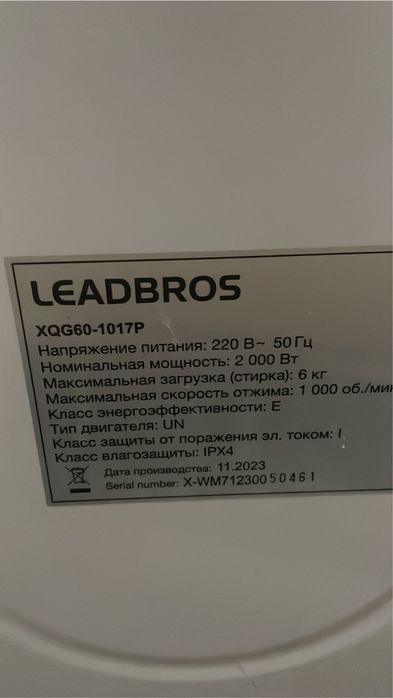 LEADBROS
XQG60-1017P
Напряжение питания: 220 В~ 50 Гц
Номинальная мощность: 2 000 Вт
Максимальная загрузка (стирка): 6 кг
Максимальная скорость отжима: 1 000 об./мин
Класс энергоэффективности: E
Тип двигателя: UN
Класс защиты от поражения эл. током: I
Класс влагозащиты: IPX4
Дата производства: 11.2023
Serial number: X-WM71230050461